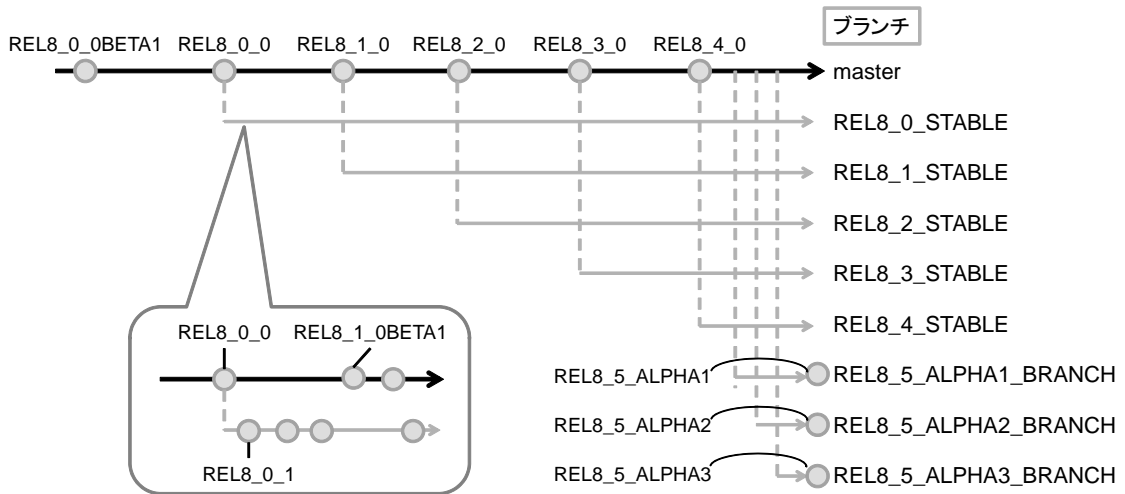 ブランチ
REL8_0_0BETA1 REL8_0_0 REL8_1_0 REL8_2_0 REL8_3_0 REL8_4_0
master
REL8_0_STABLE
REL8_1_STABLE
REL8_2_STABLE
REL8_3_STABLE
REL8_4_STABLE
REL8_0_0 REL8_1_0BETA1
REL8_0_1
REL8_5_ALPHA1 REL8_5_ALPHA1_BRANCH
REL8_5_ALPHA2 REL8_5_ALPHA2_BRANCH
REL8_5_ALPHA3 REL8_5_ALPHA3_BRANCH